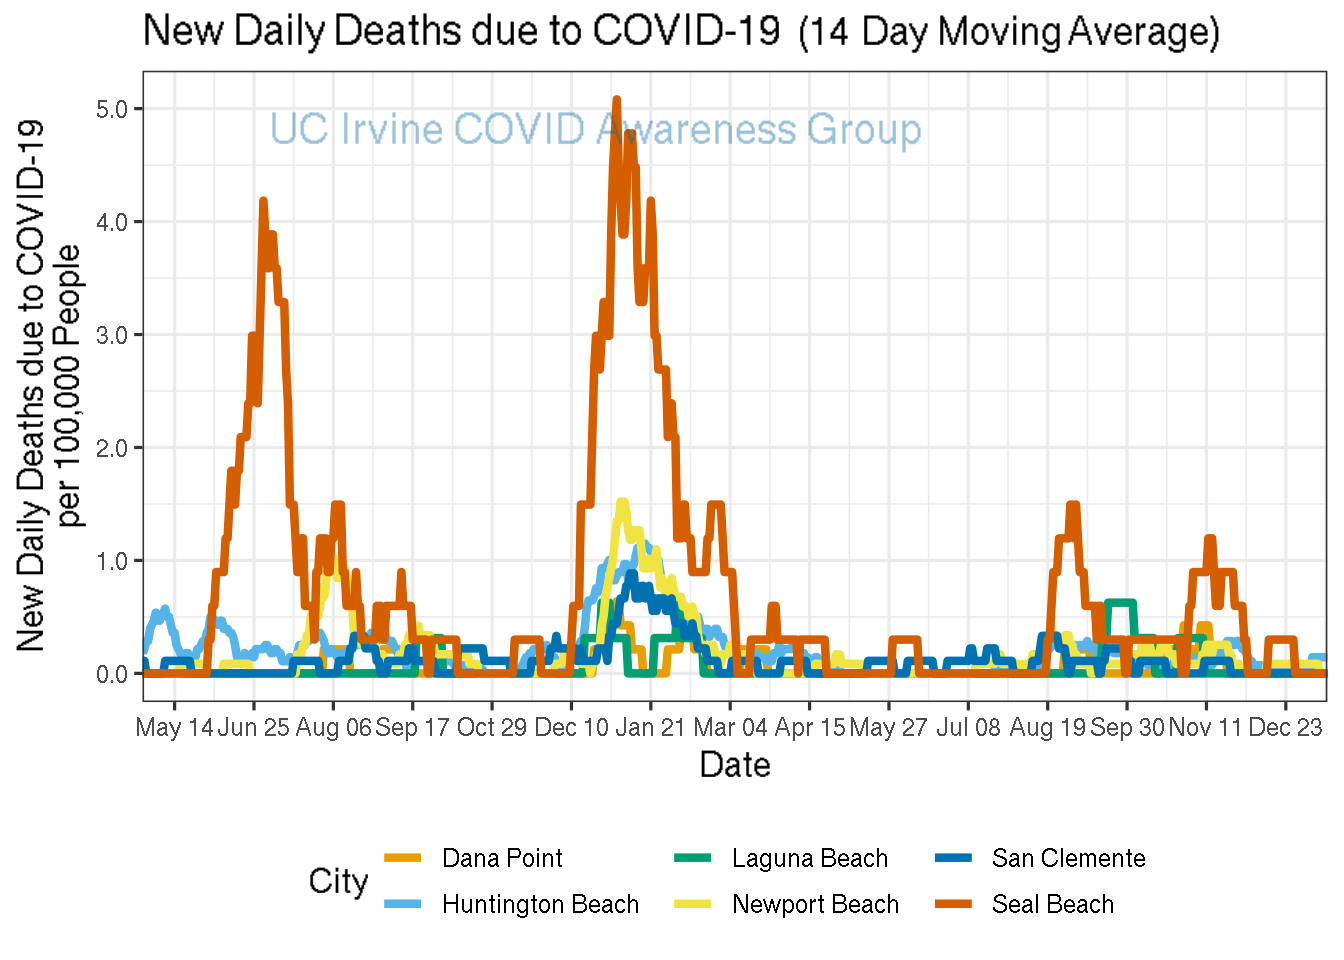 New Daily Deaths due to COVID-19 (14 Day Moving Average)
UC Irvine COVID Awareness Group
New Daily Deaths due to COVID-19
per 100,000 People
5.0
4.0
3.0
2.0
1.0
0.0
May 14 Jun 25 Aug 06 Sep 17 Oct 29 Dec 10 Jan 21 Mar 04 Apr 15 May 27 Jul 08 Aug 19 Sep 30 Nov 11 Dec 23
Date
City
Dana Point Laguna Beach San Clemente
Huntington Beach Newport Beach Seal Beach